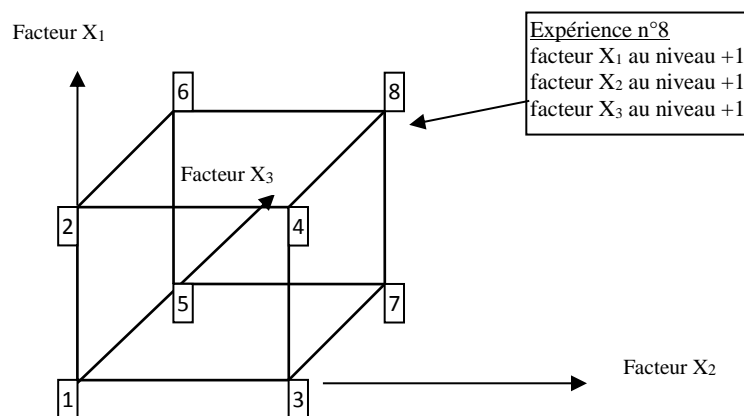 Facteur X₁
Expérience n°8
facteur X₁ au niveau +1
facteur X₂ au niveau +1
facteur X₃ au niveau +1
6
8
Facteur X₃
2
4
5
7
Facteur X₂
1
3